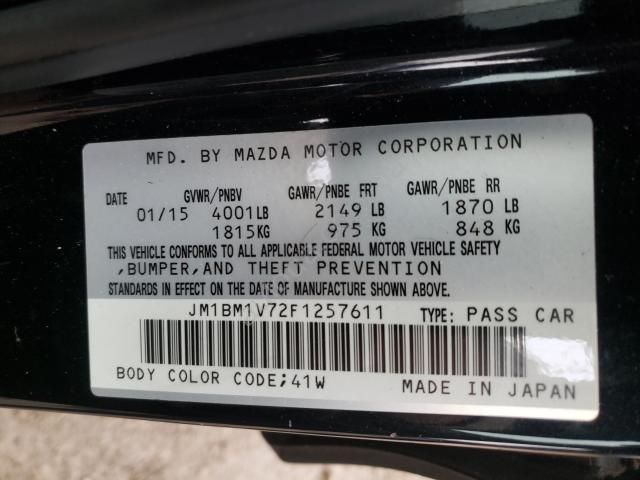 MFD. BY MAZDA MOTOR CORPORATION
DATE GVWR/PNBV GAWR/PNBE FRT GAWR/PNBE RR
01/15 4001LB 2149 LB 1870 LB
1815KG 975 KG 848 KG
THIS VEHICLE CONFORMS TO ALL APPLICABLE FEDERAL MOTOR VEHICLE SAFETY
,BUMPER,AND THEFT PREVENTION
STANDARDS IN EFFECT ON THE DATE OF MANUFACTURE SHOWN ABOVE.
JM1BM1V72F1257611 TYPE: PASS CAR
BODY COLOR CODE;41W MADE IN JAPAN